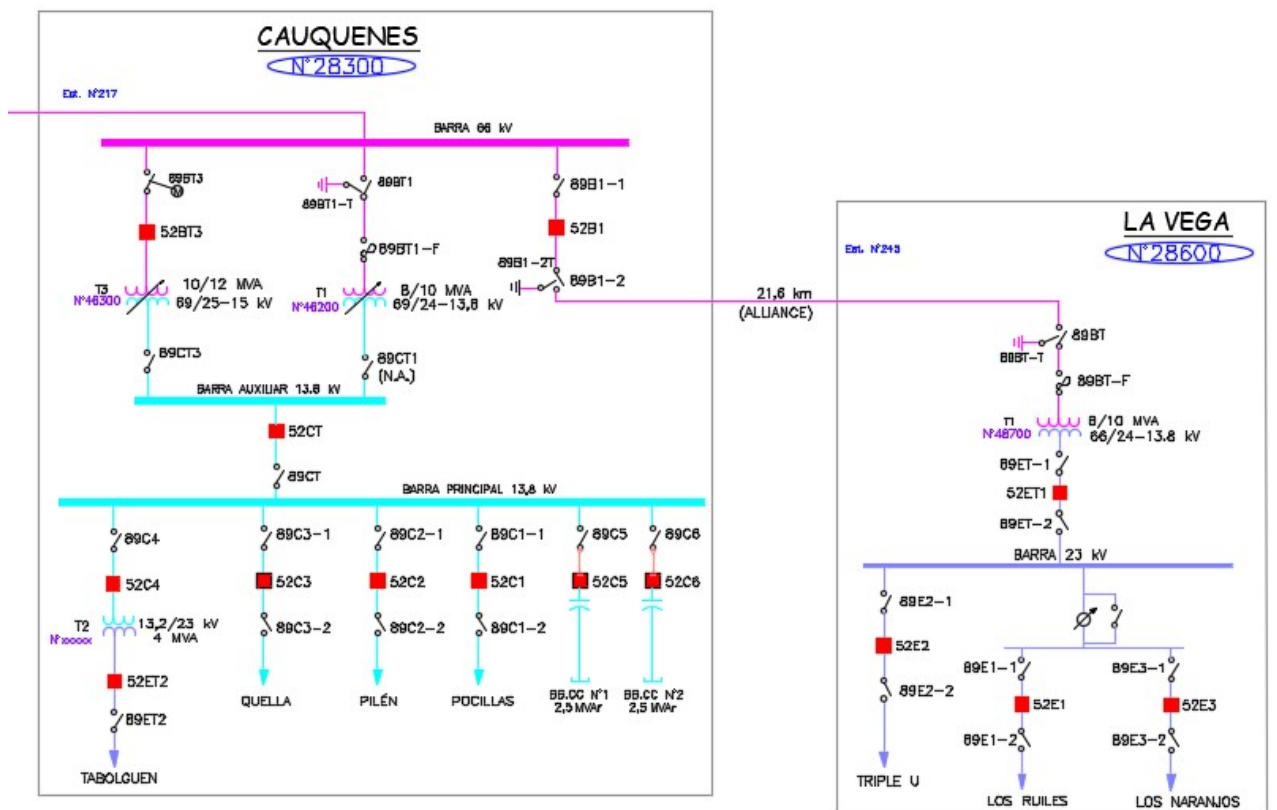 CAUQUENES
N°28300
Est. N°217
BARRA 66 kV
89BT3
M
52BT3
T3
N°46300
10/12 MVA
69/25-15 kV
89CT3
89BT1
89BT1-T
89BT1-F
T1
N°46200
8/10 MVA
69/24-13,8 kV
89CT1
(N.A.)
89B1-1
52B1
89B1-2T
89B1-2
21,6 km
(ALLIANCE)
BARRA AUXILIAR 13.8 kV
52CT
89CT
BARRA PRINCIPAL 13,8 kV
89C4
52C4
T2
N°xxxxx
13,2/23 kV
4 MVA
52ET2
89ET2
TABOLGUEN
89C3-1
52C3
89C3-2
QUELLA
89C2-1
52C2
89C2-2
PILÉN
89C1-1
52C1
89C1-2
POCILLAS
89C5
52C5
BB.CC N°1
2,5 MVAr
89C6
52C6
BB.CC N°2
2,5 MVAr
LA VEGA
N°28600
Est. N°245
89BT
89BT-T
89BT-F
T1
N°48700
8/10 MVA
66/24-13.8 kV
89ET-1
52ET1
89ET-2
BARRA 23 kV
89E2-1
52E2
89E2-2
TRIPLE U
89E1-1
52E1
89E1-2
LOS RUILES
89E3-1
52E3
89E3-2
LOS NARANJOS